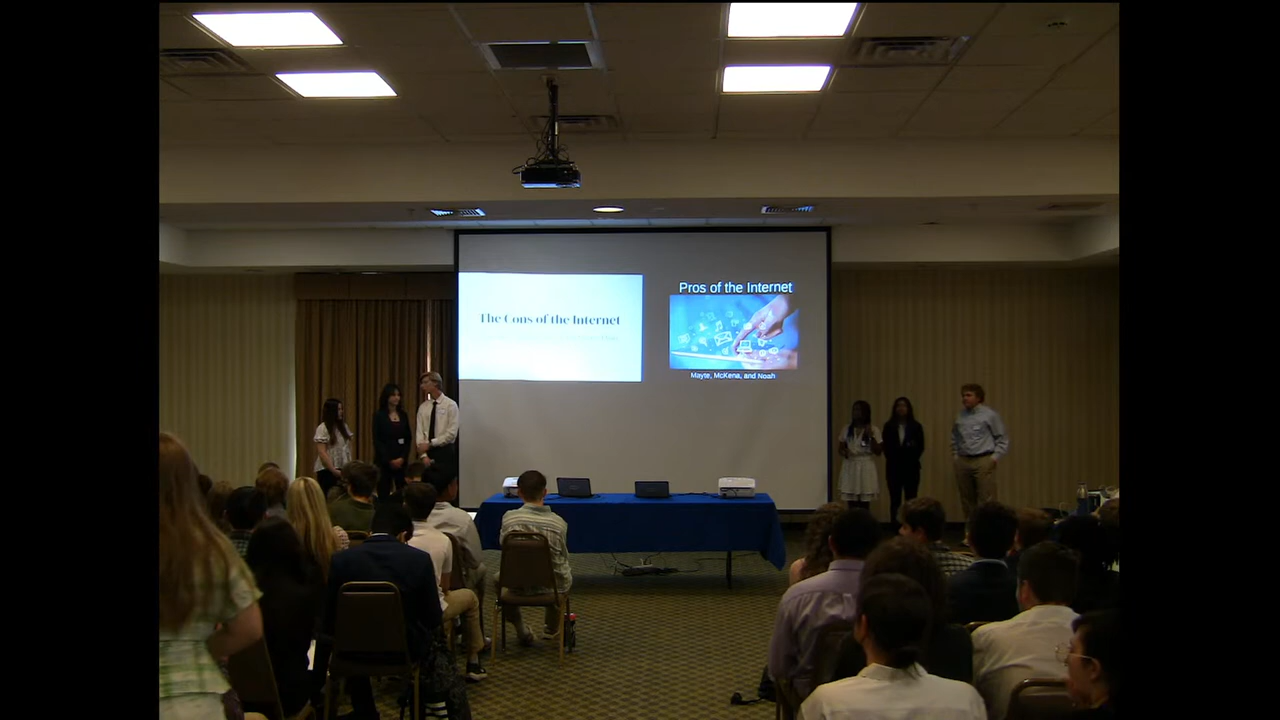 The Cons of the Internet
Pros of the Internet
Mayte, McKena, and Noah